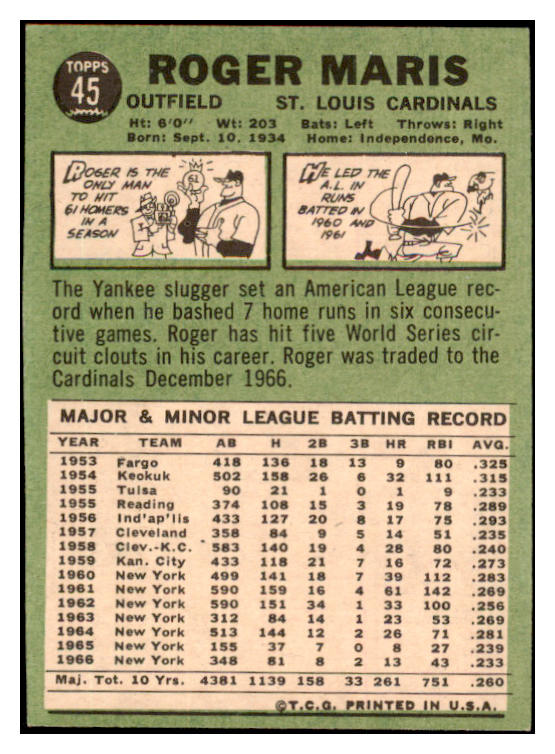 TOPPS
45
ROGER MARIS
OUTFIELD ST. LOUIS CARDINALS
Ht: 6'0" Wt: 203 Bats: Left Throws: Right
Born: Sept. 10, 1934 Home: Independence, Mo.
ROGER IS THE
ONLY MAN
TO HIT
61 HOMERS
IN A
SEASON
61
HE LED THE
A.L. IN
RUNS
BATTED IN
1960 AND
1961
The Yankee slugger set an American League rec-
ord when he bashed 7 home runs in six consecu-
tive games. Roger has hit five World Series cir-
cuit clouts in his career. Roger was traded to the
Cardinals December 1966.
MAJOR & MINOR LEAGUE BATTING RECORD
YEAR TEAM AB H 2B 3B HR RBI AVG.
1953 Fargo 418 136 18 13 9 80 .325
1954 Keokuk 502 158 26 6 32 111 .315
1955 Tulsa 90 21 1 0 1 9 .233
1955 Reading 374 108 15 3 19 78 .289
1956 Ind'ap'lis 433 127 20 8 17 75 .293
1957 Cleveland 358 84 9 5 14 51 .235
1958 Clev.-K.C. 583 140 19 4 28 80 .240
1959 Kan. City 433 118 21 7 16 72 .273
1960 New York 499 141 18 7 39 112 .283
1961 New York 590 159 16 4 61 142 .269
1962 New York 590 151 34 1 33 100 .256
1963 New York 312 84 14 1 23 53 .269
1964 New York 513 144 12 2 26 71 .281
1965 New York 155 37 7 0 8 27 .239
1966 New York 348 81 8 2 13 43 .233
Maj. Tot. 10 Yrs. 4381 1139 158 33 261 751 .260
©T.C.G. PRINTED IN U.S.A.